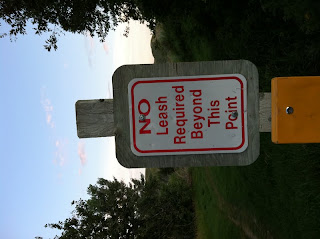 NO
Leash
Required
Beyond
This
Point